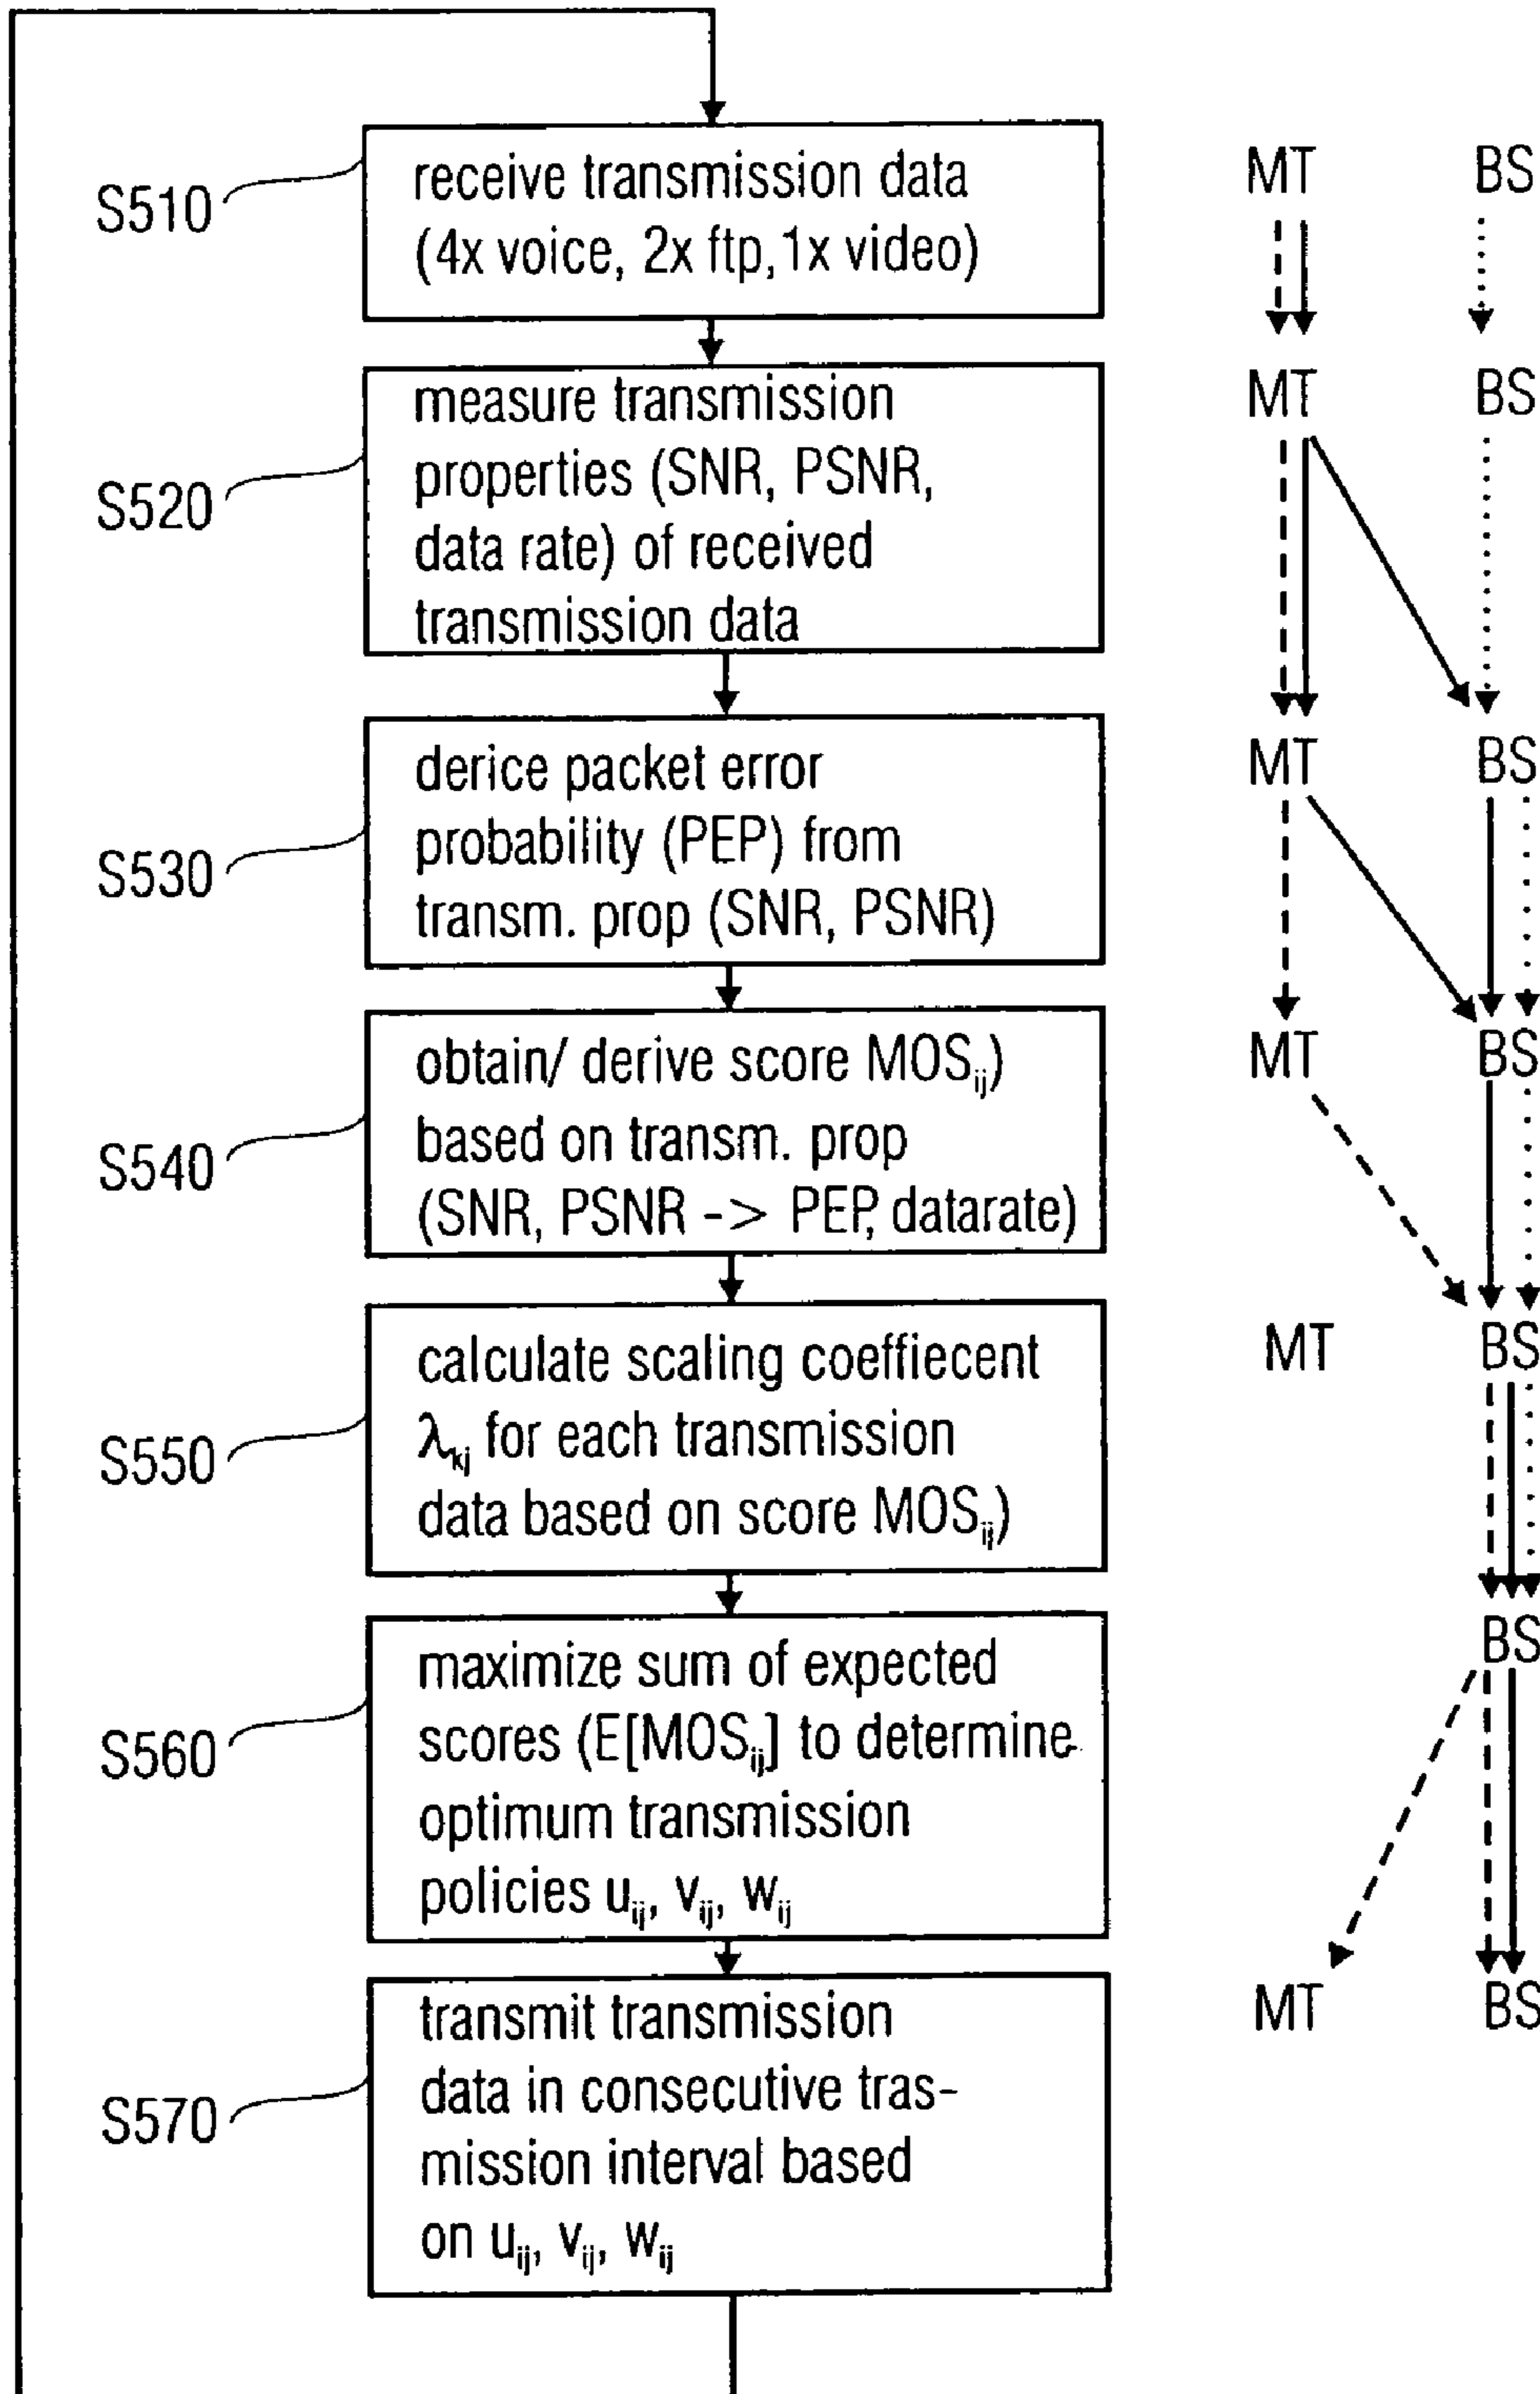 S510
receive transmission data
(4x voice, 2x ftp, 1x video)
MT BS
S520
measure transmission
properties (SNR, PSNR,
data rate) of received
transmission data
MT BS
S530
derice packet error
probability (PEP) from
transm. prop (SNR, PSNR)
MT BS
S540
obtain/ derive score MOSij)
based on transm. prop
(SNR, PSNR -> PEP, datarate)
MT BS
S550
calculate scaling coeffiecent
λkj for each transmission
data based on score MOSij)
MT BS
S560
maximize sum of expected
scores (E[MOSij] to determine
optimum transmission
policies uij, vij, wij
BS
S570
transmit transmission
data in consecutive tras-
mission interval based
on uij, vij, wij
MT BS